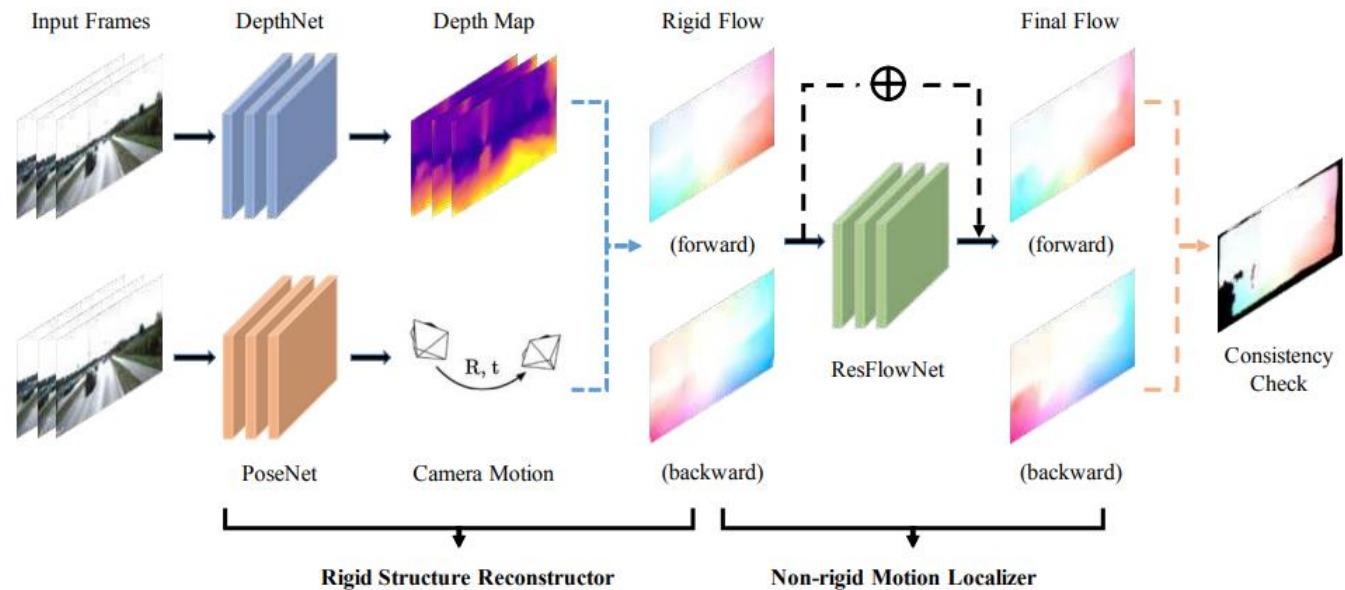 Input Frames
DepthNet
Depth Map
Rigid Flow
Final Flow
(forward)
(forward)
R, t
ResFlowNet
Consistency
Check
PoseNet
Camera Motion
(backward)
(backward)
Rigid Structure Reconstructor
Non-rigid Motion Localizer